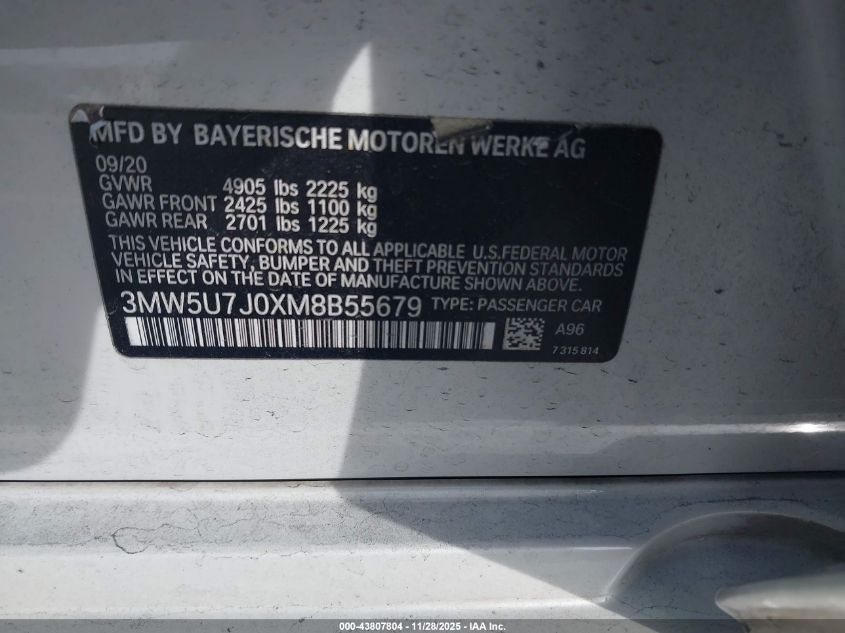 MFD BY BAYERISCHE MOTOREN WERKE AG
09/20
GVWR 4905 lbs 2225 kg
GAWR FRONT 2425 lbs 1100 kg
GAWR REAR 2701 lbs 1225 kg
THIS VEHICLE CONFORMS TO ALL APPLICABLE U.S.FEDERAL MOTOR
VEHICLE SAFETY, BUMPER AND THEFT PREVENTION STANDARDS
IN EFFECT ON THE DATE OF MANUFACTURE SHOWN ABOVE.
3MW5U7J0XM8B55679 TYPE: PASSENGER CAR
A96
7 315 814
000-43807804 | 11/28/2025 - IAA Inc.